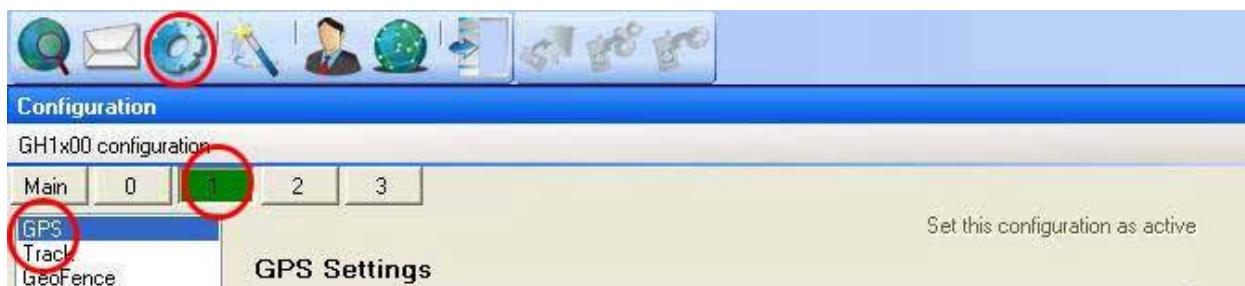 Configuration
GH1x00 configuration
Main 0 1 2 3
GPS
Set this configuration as active
Track
GPS Settings
GeoFence